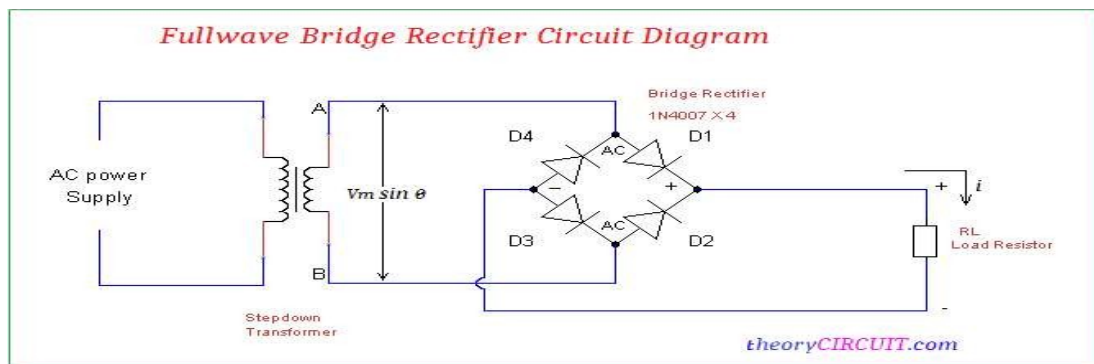 Fullwave Bridge Rectifier Circuit Diagram
Bridge Rectifier
1N4007 X 4
A
D4
D1
AC
AC power
Supply
Vm sin θ
−
+
+
i
AC
D3
D2
RL
Load Resistor
B
Stepdown
Transformer
-
theoryCIRCUIT.com